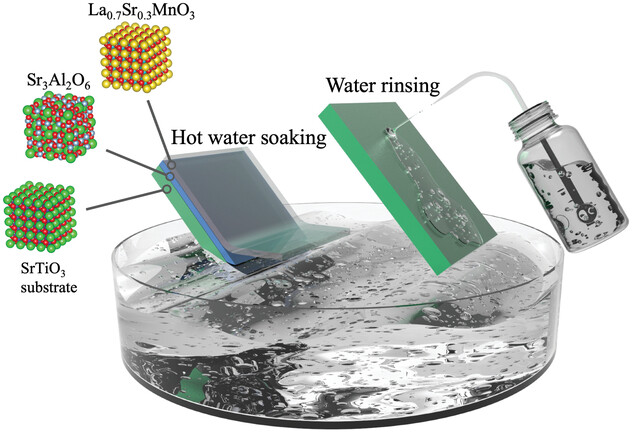 La₀.₇Sr₀.₃MnO₃
Sr₃Al₂O₆
Hot water soaking
Water rinsing
SrTiO₃
substrate